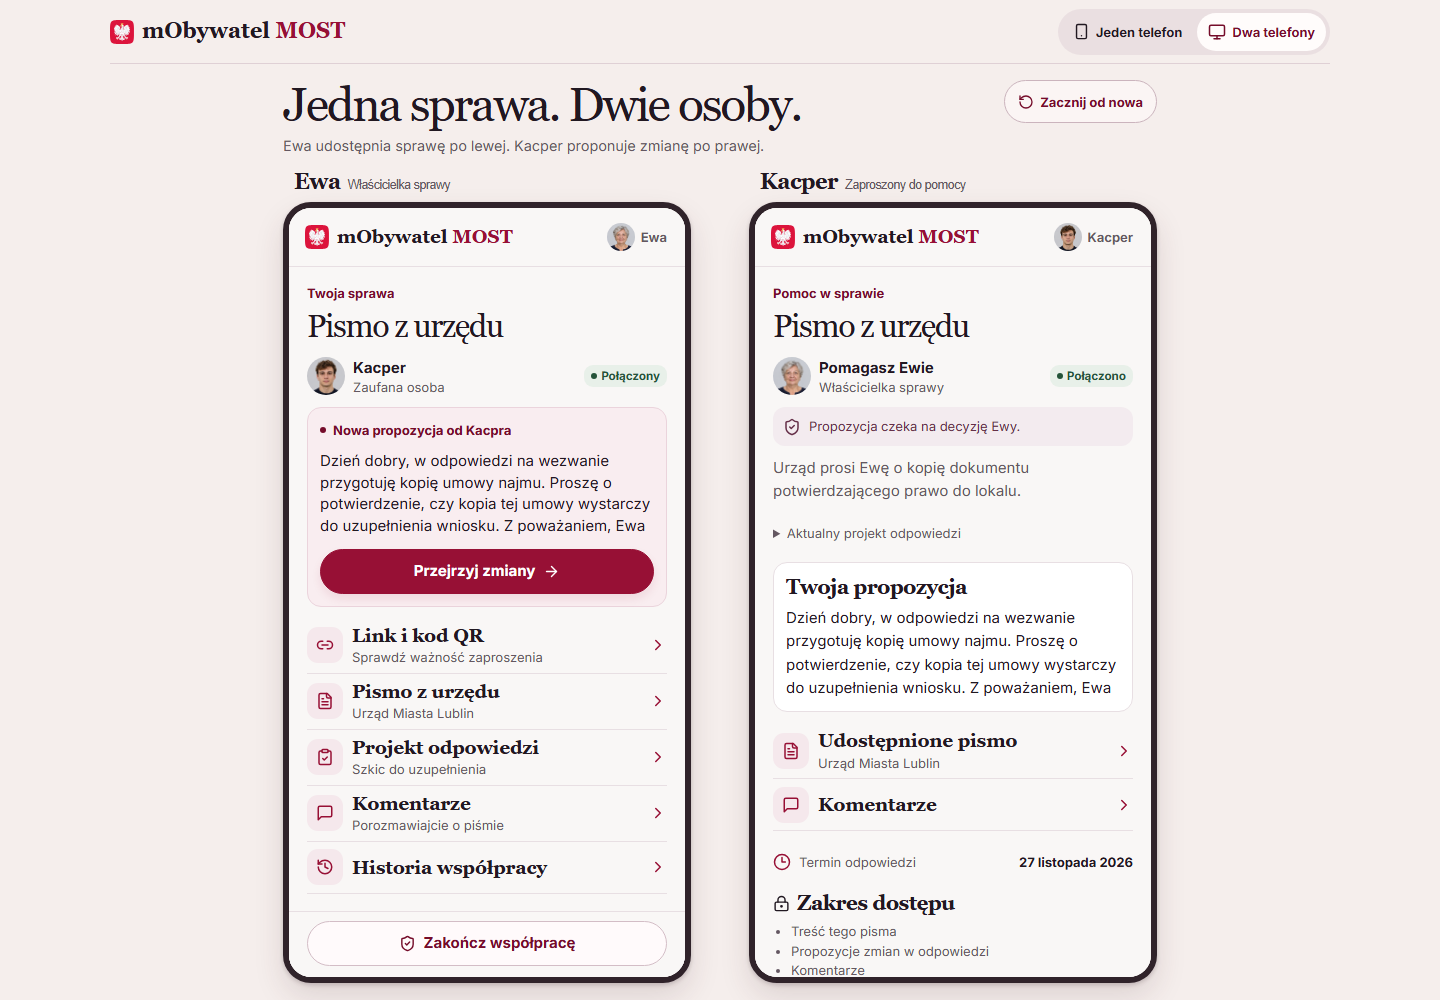 mObywatel MOST
Jeden telefon
Dwa telefony
Jedna sprawa. Dwie osoby.
Zacznij od nowa
Ewa udostępnia sprawę po lewej. Kacper proponuje zmianę po prawej.
Ewa Właścicielka sprawy
mObywatel MOST
Ewa
Twoja sprawa
Pismo z urzędu
Kacper
Zaufana osoba
Połączony
Nowa propozycja od Kacpra
Dzień dobry, w odpowiedzi na wezwanie
przygotuję kopię umowy najmu. Proszę o
potwierdzenie, czy kopia tej umowy wystarczy
do uzupełnienia wniosku. Z poważaniem, Ewa
Przejrzyj zmiany
Link i kod QR
Sprawdź ważność zaproszenia
Pismo z urzędu
Urząd Miasta Lublin
Projekt odpowiedzi
Szkic do uzupełnienia
Komentarze
Porozmawiajcie o piśmie
Historia współpracy
Zakończ współpracę
Kacper Zaproszony do pomocy
mObywatel MOST
Kacper
Pomoc w sprawie
Pismo z urzędu
Pomagasz Ewie
Właścicielka sprawy
Połączono
Propozycja czeka na decyzję Ewy.
Urząd prosi Ewę o kopię dokumentu
potwierdzającego prawo do lokalu.
Aktualny projekt odpowiedzi
Twoja propozycja
Dzień dobry, w odpowiedzi na wezwanie
przygotuję kopię umowy najmu. Proszę o
potwierdzenie, czy kopia tej umowy wystarczy
do uzupełnienia wniosku. Z poważaniem, Ewa
Udostępnione pismo
Urząd Miasta Lublin
Komentarze
Termin odpowiedzi
27 listopada 2026
Zakres dostępu
• Treść tego pisma
• Propozycje zmian w odpowiedzi
• Komentarze